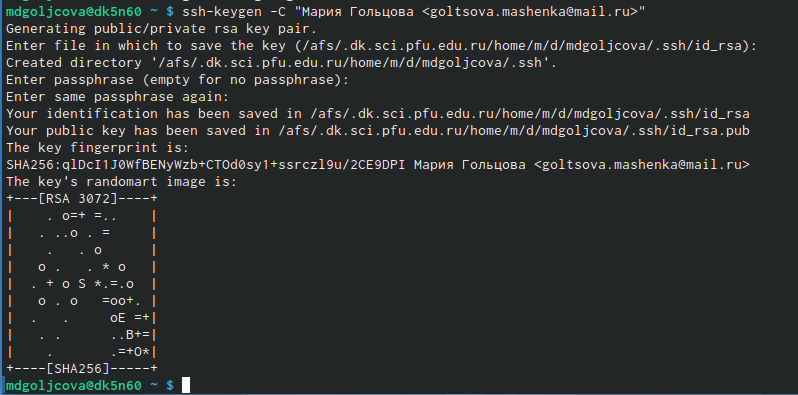 mdgoljcova@dk5n60 ~ $ ssh-keygen -C "Мария Гольцова <goltsova.mashenka@mail.ru>"
Generating public/private rsa key pair.
Enter file in which to save the key (/afs/.dk.sci.pfu.edu.ru/home/m/d/mdgoljcova/.ssh/id_rsa):
Created directory '/afs/.dk.sci.pfu.edu.ru/home/m/d/mdgoljcova/.ssh'.
Enter passphrase (empty for no passphrase):
Enter same passphrase again:
Your identification has been saved in /afs/.dk.sci.pfu.edu.ru/home/m/d/mdgoljcova/.ssh/id_rsa
Your public key has been saved in /afs/.dk.sci.pfu.edu.ru/home/m/d/mdgoljcova/.ssh/id_rsa.pub
The key fingerprint is:
SHA256:qlDcI1J0WfBENyWzb+CTOd0sy1+ssrczl9u/2CE9DPI Мария Гольцова <goltsova.mashenka@mail.ru>
The key's randomart image is:
+---[RSA 3072]----+
|    . o=+ =..    |
|   . ..o . =     |
|    .   . o      |
|   o .   . * o   |
|  . + o S *.=.o  |
|   o . o   =oo+. |
|  .   .     oE =+|
|   . .      ..B+=|
|    .       .=+O*|
+----[SHA256]-----+
mdgoljcova@dk5n60 ~ $